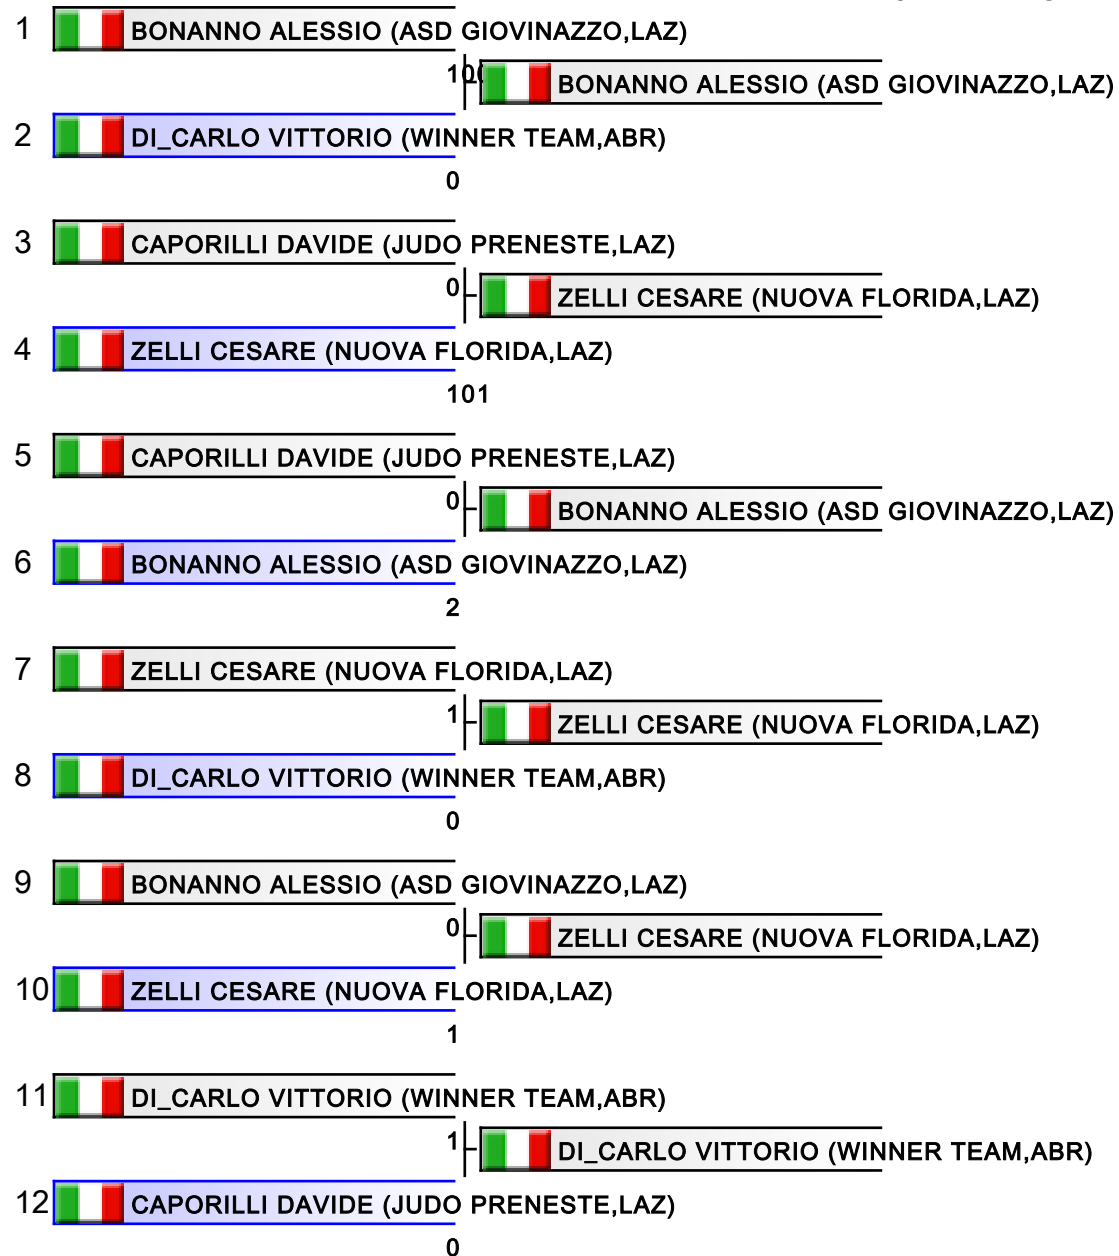 1 BONANNO ALESSIO (ASD GIOVINAZZO,LAZ)
BONANNO ALESSIO (ASD GIOVINAZZO,LAZ)
2 DI_CARLO VITTORIO (WINNER TEAM,ABR)
0
3 CAPORILLI DAVIDE (JUDO PRENESTE,LAZ)
0 ZELLI CESARE (NUOVA FLORIDA,LAZ)
4 ZELLI CESARE (NUOVA FLORIDA,LAZ)
101
5 CAPORILLI DAVIDE (JUDO PRENESTE,LAZ)
0 BONANNO ALESSIO (ASD GIOVINAZZO,LAZ)
6 BONANNO ALESSIO (ASD GIOVINAZZO,LAZ)
2
7 ZELLI CESARE (NUOVA FLORIDA,LAZ)
1 ZELLI CESARE (NUOVA FLORIDA,LAZ)
8 DI_CARLO VITTORIO (WINNER TEAM,ABR)
0
9 BONANNO ALESSIO (ASD GIOVINAZZO,LAZ)
0 ZELLI CESARE (NUOVA FLORIDA,LAZ)
10 ZELLI CESARE (NUOVA FLORIDA,LAZ)
1
11 DI_CARLO VITTORIO (WINNER TEAM,ABR)
1 DI_CARLO VITTORIO (WINNER TEAM,ABR)
12 CAPORILLI DAVIDE (JUDO PRENESTE,LAZ)
0